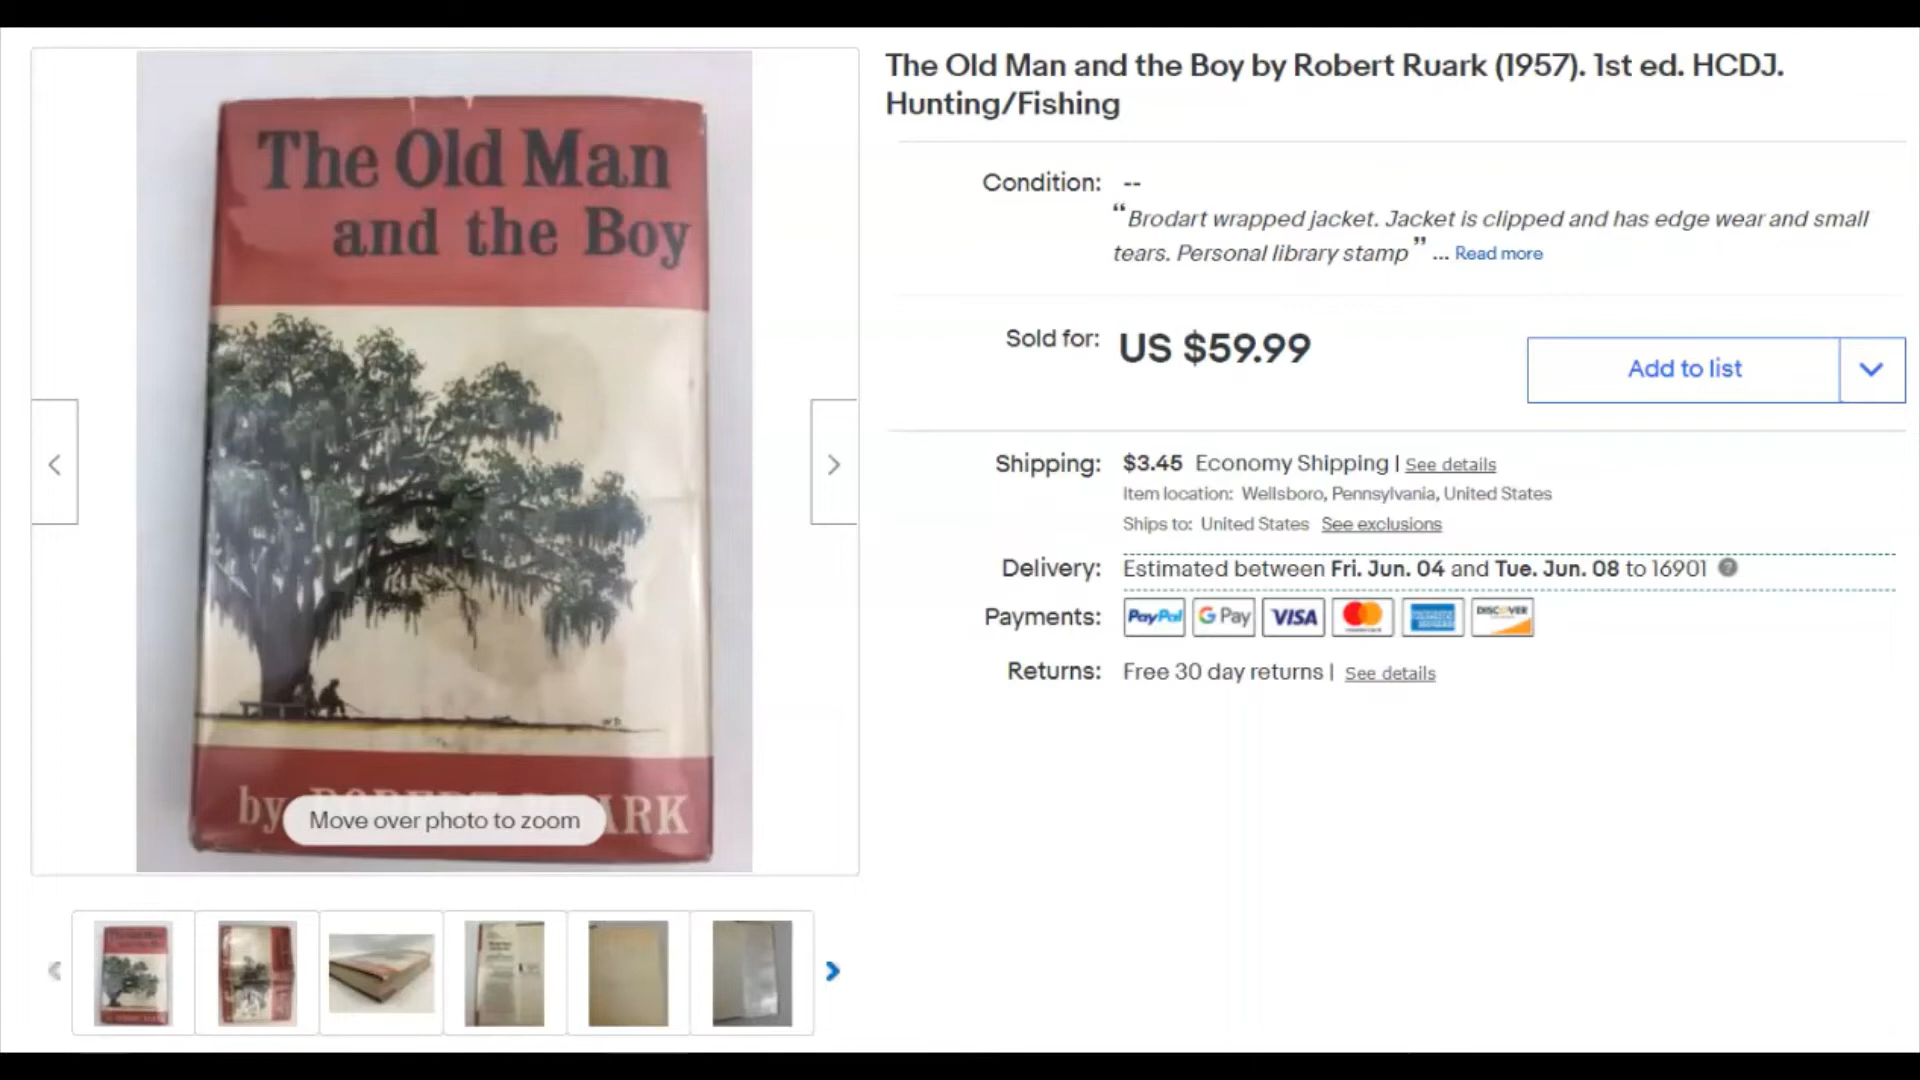 The Old Man and the Boy by Robert Ruark (1957). 1st ed. HCDJ.
Hunting/Fishing
Condition: --
“Brodart wrapped jacket. Jacket is clipped and has edge wear and small
tears. Personal library stamp” ... Read more
Sold for: US $59.99
Add to list
Shipping: $3.45 Economy Shipping | See details
Item location: Wellsboro, Pennsylvania, United States
Ships to: United States See exclusions
Delivery: Estimated between Fri. Jun. 04 and Tue. Jun. 08 to 16901
Payments: PayPal G Pay VISA DISCOVER
Returns: Free 30 day returns | See details
The Old Man
and the Boy
by ROBERT RUARK
Move over photo to zoom